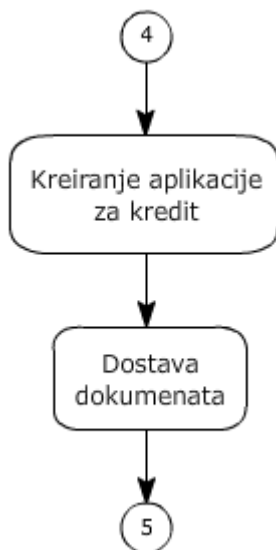 4
Kreiranje aplikacije
za kredit
Dostava
dokumenata
5